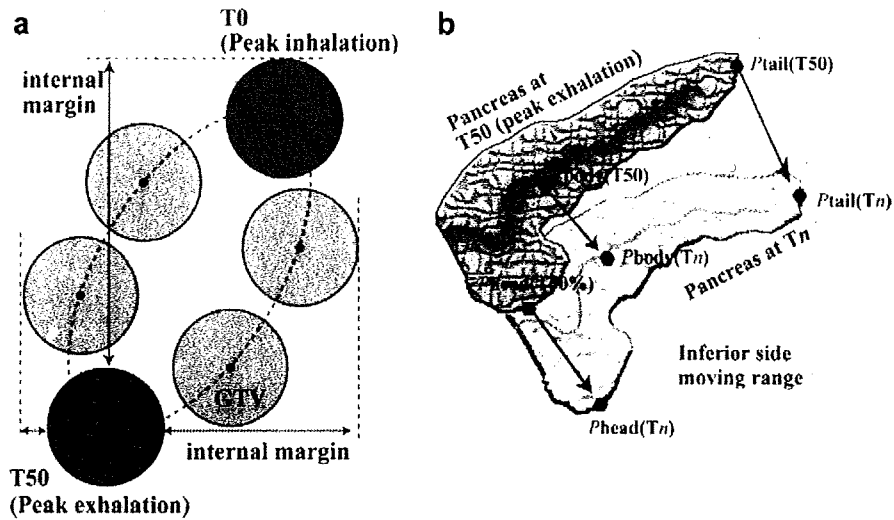 a
T0
(Peak inhalation)
internal
margin
GTV
internal margin
T50
(Peak exhalation)
b
Pancreas at
T50 (peak exhalation)
Ptail(T50)
Ptail(Tn)
Pbody(Tn)
Pancreas at Tn
Inferior side
moving range
Phead(Tn)